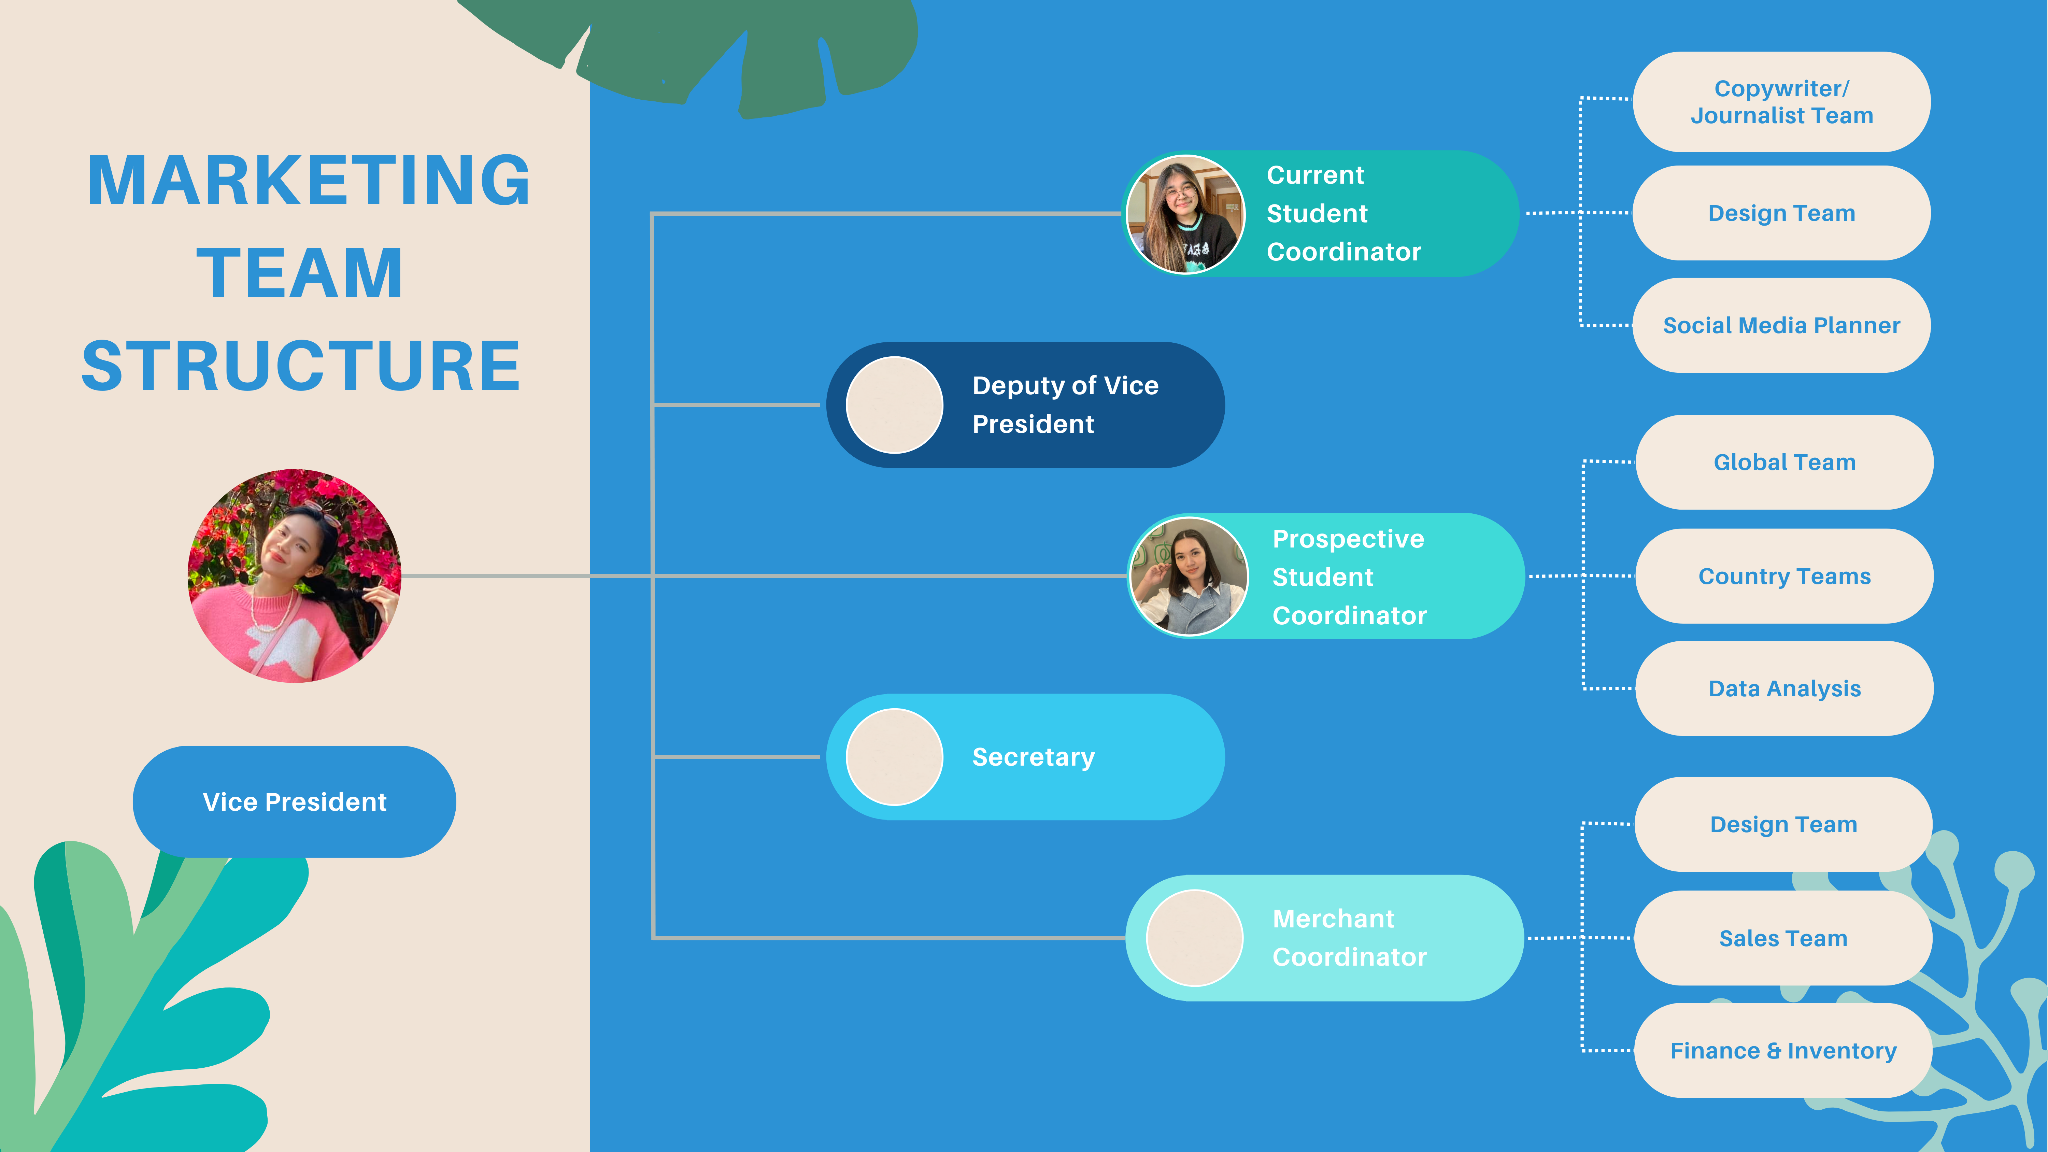 MARKETING
TEAM
STRUCTURE
Vice President
Current
Student
Coordinator
Copywriter/
Journalist Team
Design Team
Social Media Planner
Deputy of Vice
President
Prospective
Student
Coordinator
Global Team
Country Teams
Data Analysis
Secretary
Merchant
Coordinator
Design Team
Sales Team
Finance & Inventory